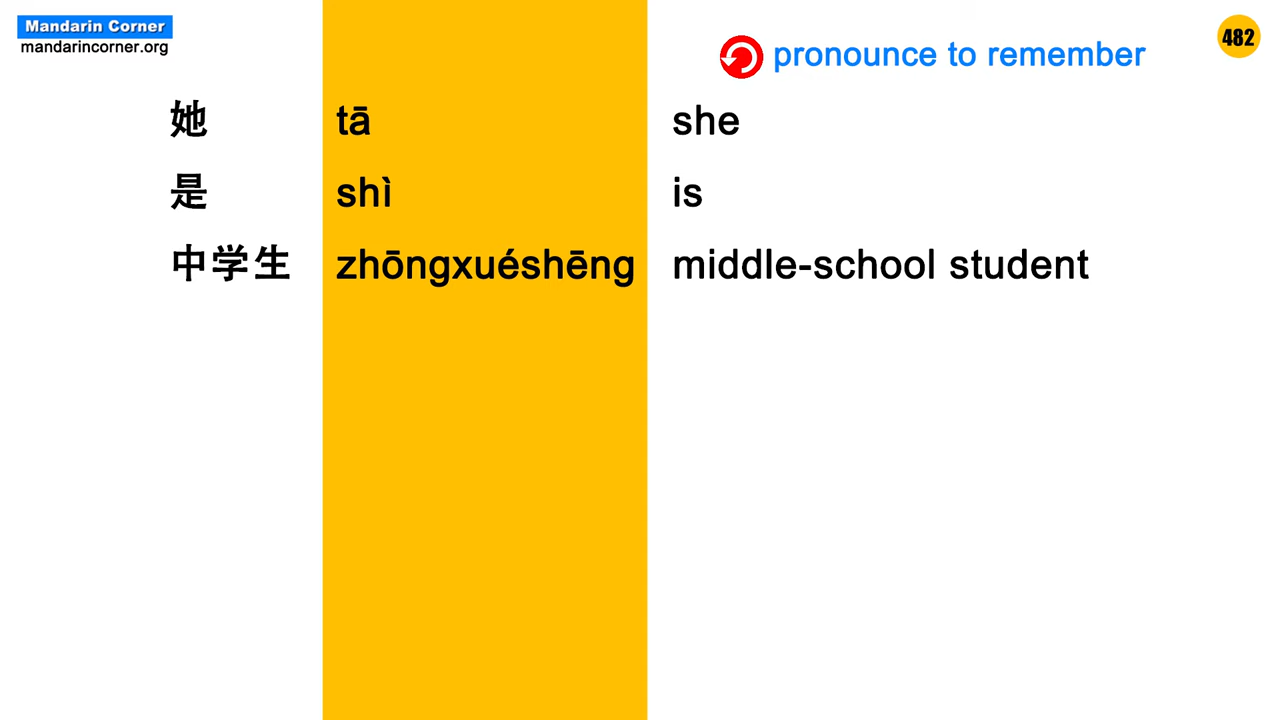 Mandarin Corner
mandarincorner.org
pronounce to remember
482
她 tā she
是 shì is
中学生 zhōngxuéshēng middle-school student